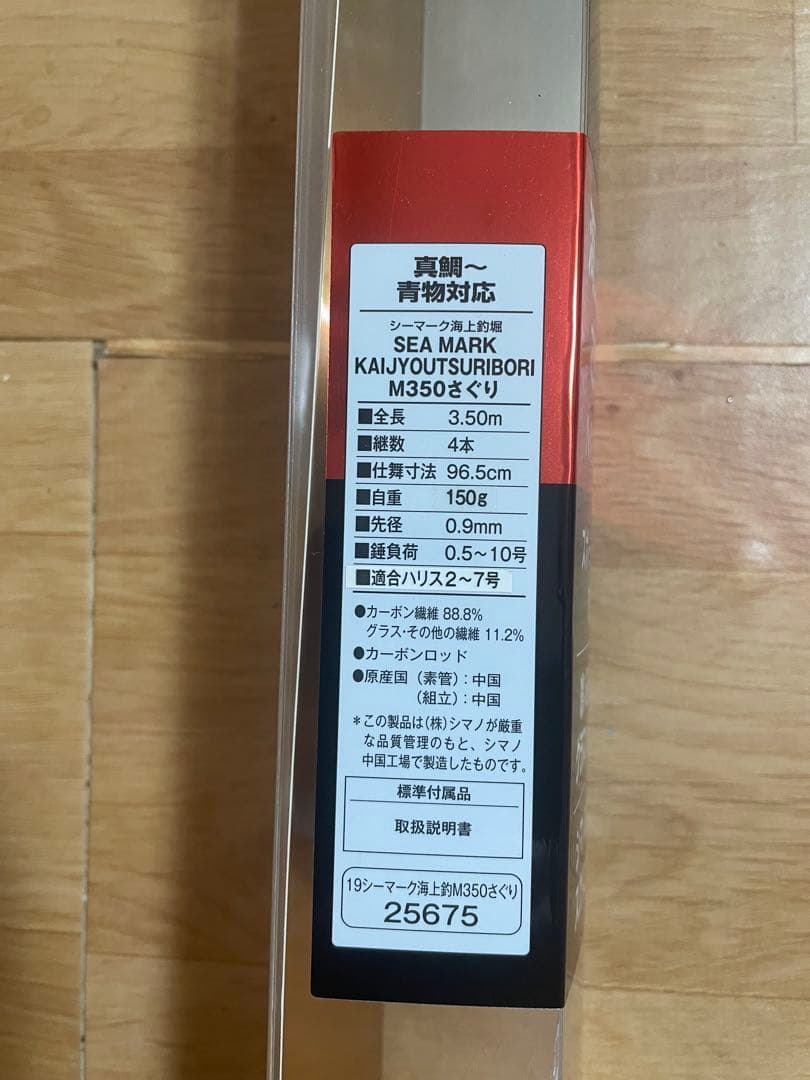 真鯛～
青物対応
シーマーク海上釣堀
SEA MARK
KAIJYOUTSURIBORI
M350さぐり
■全長 3.50m
■継数 4本
■仕舞寸法 96.5cm
■自重 150g
■先径 0.9mm
■錘負荷 0.5～10号
■適合ハリス2～7号
●カーボン繊維 88.8%
グラス・その他の繊維 11.2%
●カーボンロッド
●原産国（素管）：中国
（組立）：中国
＊この製品は(株)シマノが厳重
な品質管理のもと、シマノ
中国工場で製造したものです。
標準付属品
取扱説明書
19シーマーク海上釣M350さぐり
25675